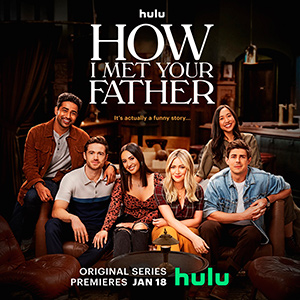 hulu
HOW
I MET YOUR
FATHER
It's actually a funny story...
ORIGINAL SERIES
PREMIERES JAN 18
hulu